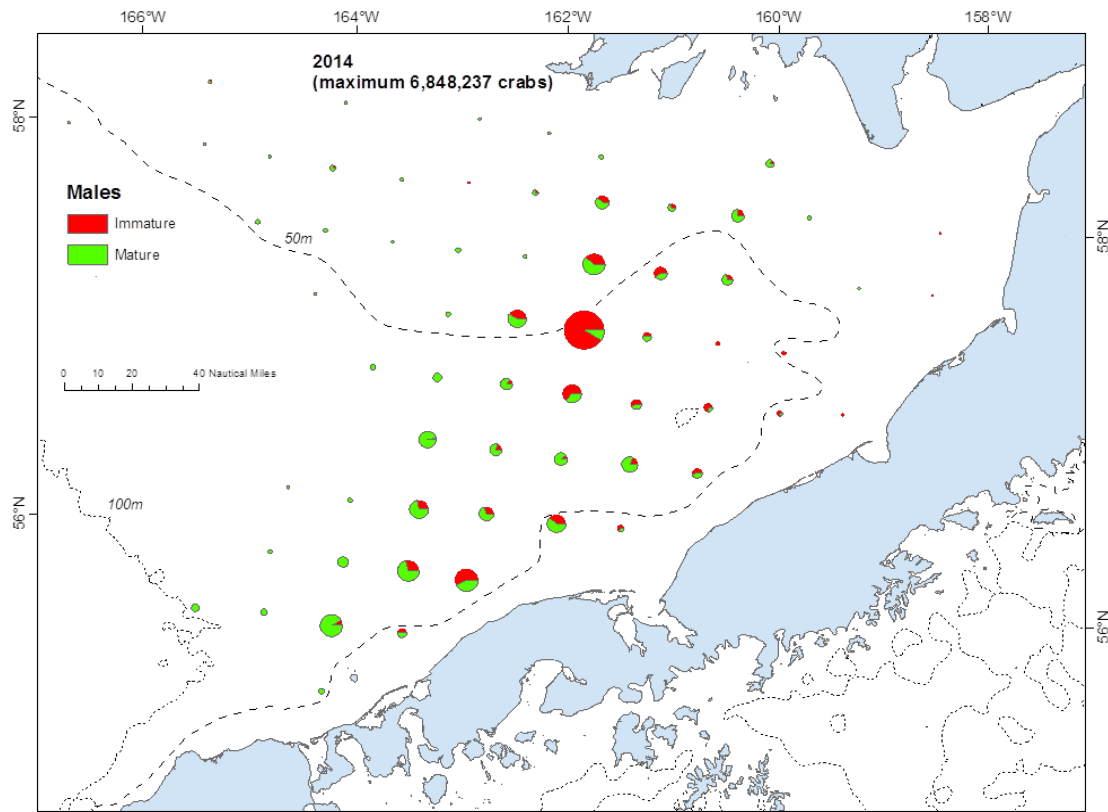 166°W 164°W 162°W 160°W 158°W
2014
(maximum 6,848,237 crabs)
58°N
Males
Immature
50m
58°N
Mature
0 10 20 40 Nautical Miles
100m
56°N
56°N